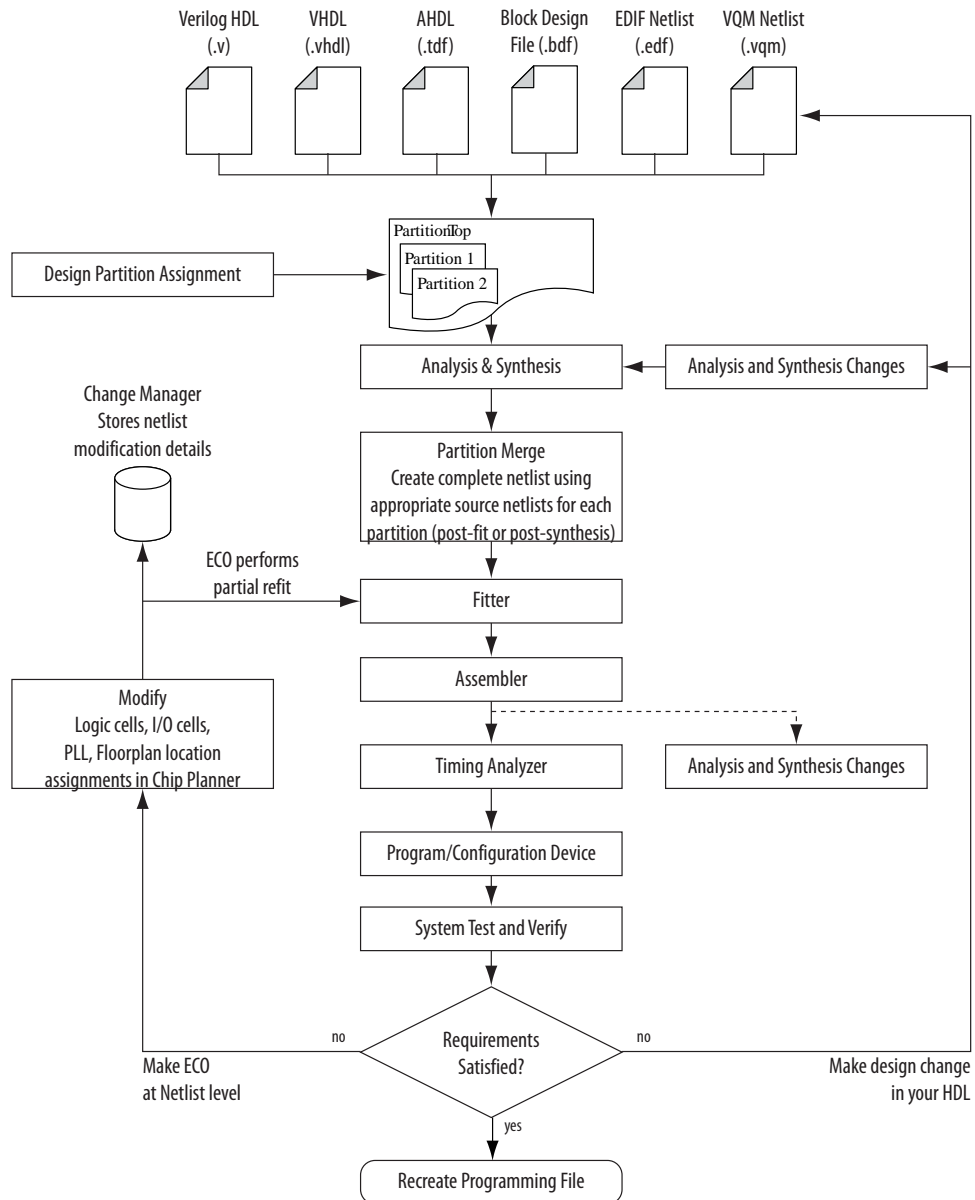 Verilog HDL
(.v)
VHDL
(.vhdl)
AHDL
(.tdf)
Block Design
File (.bdf)
EDIF Netlist
(.edf)
VQM Netlist
(.vqm)
Partition Top
Partition 1
Partition 2
Design Partition Assignment
Analysis & Synthesis
Analysis and Synthesis Changes
Change Manager
Stores netlist
modification details
Partition Merge
Create complete netlist using
appropriate source netlists for each
partition (post-fit or post-synthesis)
ECO performs
partial refit
Fitter
Assembler
Modify
Logic cells, I/O cells,
PLL, Floorplan location
assignments in Chip Planner
Timing Analyzer
Analysis and Synthesis Changes
Program/Configuration Device
System Test and Verify
no
Requirements
Satisfied?
no
Make ECO
at Netlist level
Make design change
in your HDL
yes
Recreate Programming File